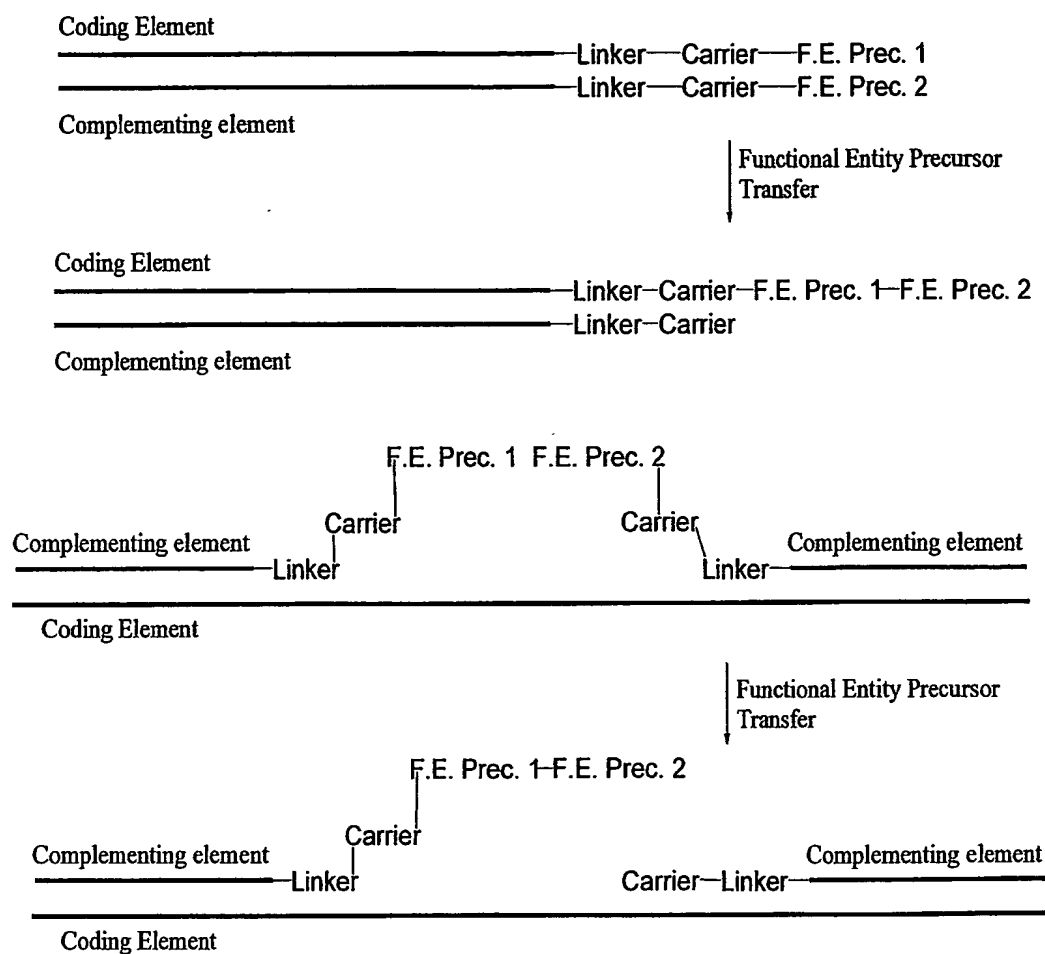 Coding Element
Linker—Carrier—F.E. Prec. 1
Linker—Carrier—F.E. Prec. 2
Complementing element
Functional Entity Precursor
Transfer
Coding Element
Linker—Carrier—F.E. Prec. 1—F.E. Prec. 2
Linker—Carrier
Complementing element
F.E. Prec. 1 F.E. Prec. 2
Carrier Carrier
Complementing element Complementing element
Linker Linker
Coding Element
Functional Entity Precursor
Transfer
F.E. Prec. 1—F.E. Prec. 2
Carrier
Complementing element Complementing element
Linker Carrier—Linker
Coding Element